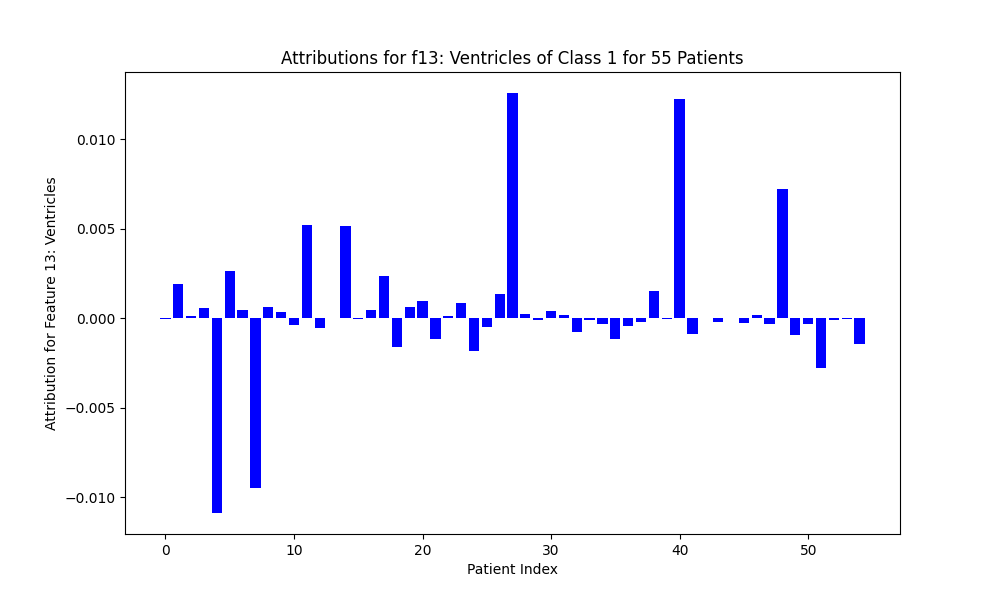 Attributions for f13: Ventricles of Class 1 for 55 Patients
Attribution for Feature 13: Ventricles
0.010
0.005
0.000
−0.005
−0.010
0 10 20 30 40 50
Patient Index